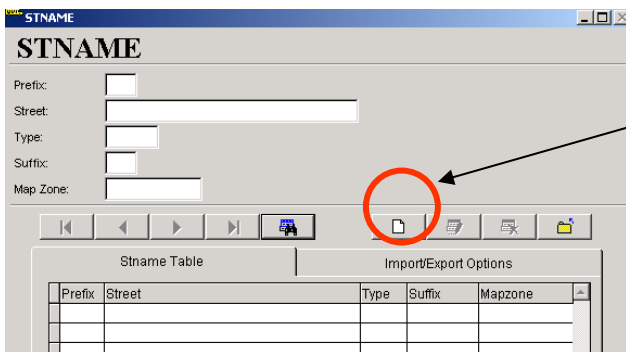 STNAME
STNAME
Prefix:
Street:
Type:
Suffix:
Map Zone:
Stname Table Import/Export Options
Prefix Street Type Suffix Mapzone